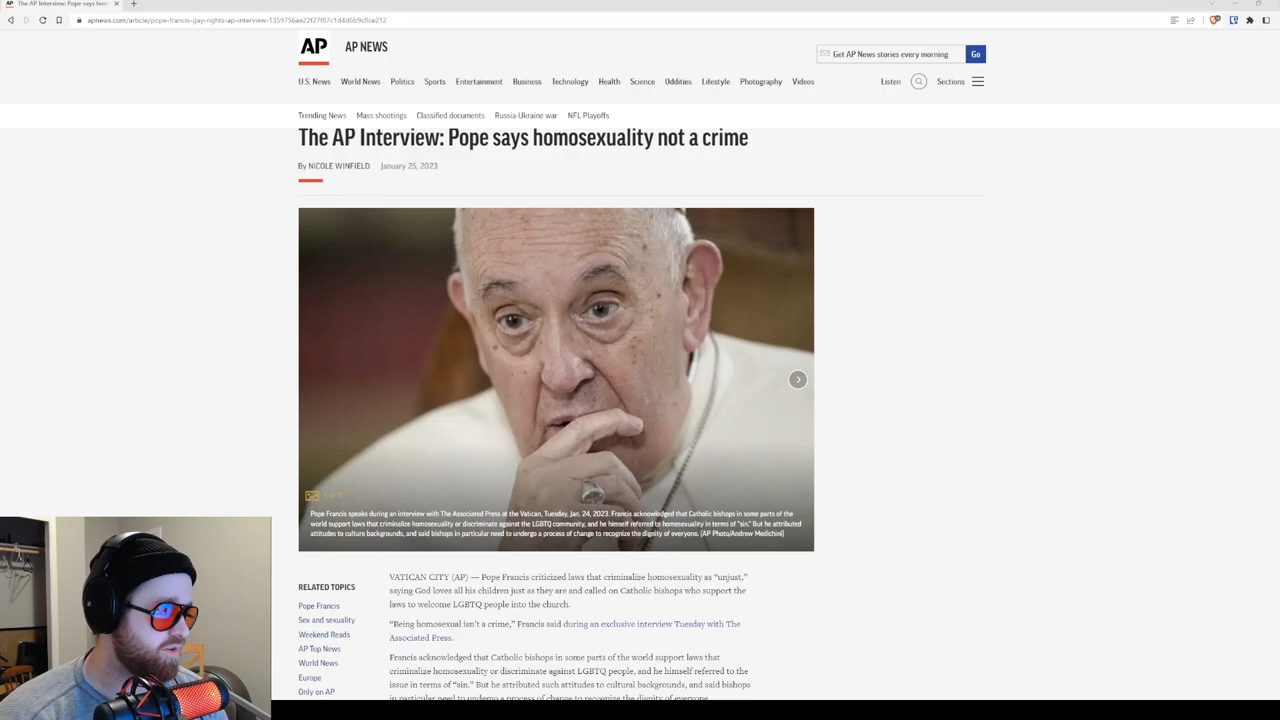 The AP Interview: Pope says hom
apnews.com/article/pope-francis-gay-rights-ap-interview-1359756ae22f27f87c1d4d6b9c8ce212
AP AP NEWS
Get AP News stories every morning Go
U.S. News World News Politics Sports Entertainment Business Technology Health Science Oddities Lifestyle Photography Videos Listen Sections
Trending News Mass shootings Classified documents Russia-Ukraine war NFL Playoffs
The AP Interview: Pope says homosexuality not a crime
By NICOLE WINFIELD January 25, 2023
1 of 11
Pope Francis speaks during an interview with The Associated Press at the Vatican, Tuesday, Jan. 24, 2023. Francis acknowledged that Catholic bishops in some parts of the
world support laws that criminalize homosexuality or discriminate against the LGBTQ community, and he himself referred to homosexuality in terms of "sin." But he attributed
attitudes to culture backgrounds, and said bishops in particular need to undergo a process of change to recognize the dignity of everyone. (AP Photo/Andrew Medichini)
RELATED TOPICS
Pope Francis
Sex and sexuality
Weekend Reads
AP Top News
World News
Europe
Only on AP
VATICAN CITY (AP) — Pope Francis criticized laws that criminalize homosexuality as “unjust,”
saying God loves all his children just as they are and called on Catholic bishops who support the
laws to welcome LGBTQ people into the church.
“Being homosexual isn’t a crime,” Francis said during an exclusive interview Tuesday with The
Associated Press.
Francis acknowledged that Catholic bishops in some parts of the world support laws that
criminalize homosexuality or discriminate against LGBTQ people, and he himself referred to the
issue in terms of “sin.” But he attributed such attitudes to cultural backgrounds, and said bishops
in particular need to undergo a process of change to recognize the dignity of everyone.